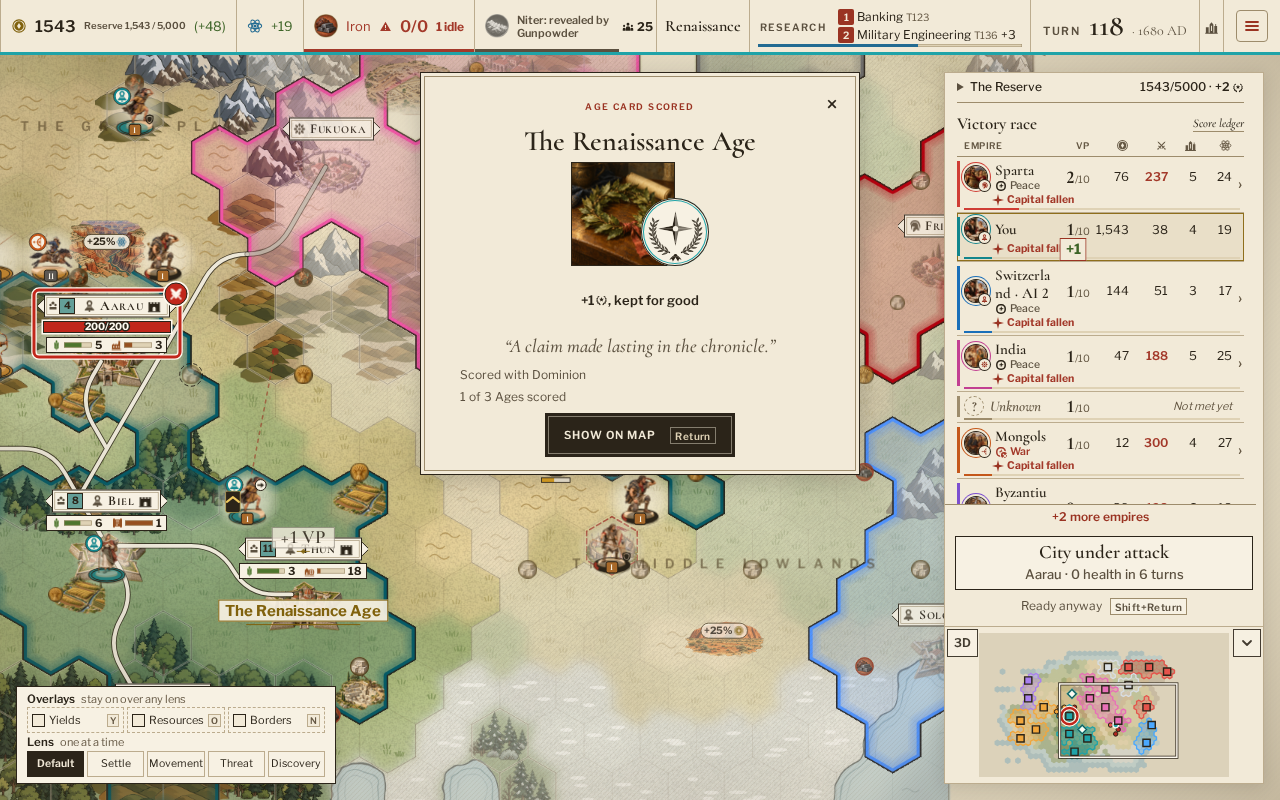 1543 Reserve 1,543 / 5,000 (+48)
+19
Iron 0/0 1 idle
Niter: revealed by
Gunpowder
25
Renaissance
RESEARCH
1 Banking T123
2 Military Engineering T136 +3
TURN 118 · 1680 AD
FUKUOKA
+25%
II
I
4 AARAU
200/200
5 3
8 BIEL
6 1
+1 VP
11 THUN
3 18
The Renaissance Age
AGE CARD SCORED
×
The Renaissance Age
+1, kept for good
“A claim made lasting in the chronicle.”
Scored with Dominion
1 of 3 Ages scored
SHOW ON MAP Return
MIDDLE LOWLANDS
+25%
The Reserve 1543/5000 · +2
Victory race Score ledger
EMPIRE VP
Sparta 2/10 76 237 5 24
Peace
Capital fallen
You 1/10 1,543 38 4 19
Capital fal +1
Switzerla
nd · AI 2 1/10 144 51 3 17
Peace
Capital fallen
India 1/10 47 188 5 25
Peace
Capital fallen
? Unknown 1/10 Not met yet
Mongols 1/10 12 300 4 27
War
Capital fallen
Byzantiu
+2 more empires
City under attack
Aarau · 0 health in 6 turns
Ready anyway Shift+Return
3D
Overlays stay on over any lens
Yields Y Resources O Borders N
Lens one at a time
Default Settle Movement Threat Discovery